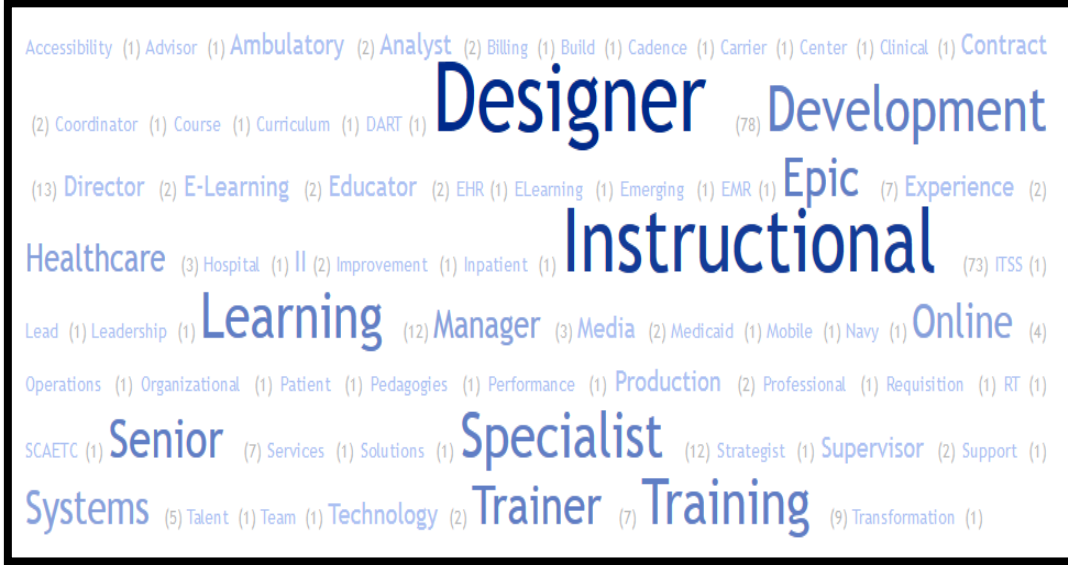 Accessibility (1) Advisor (1) Ambulatory (2) Analyst (2) Billing (1) Build (1) Cadence (1) Carrier (1) Center (1) Clinical (1) Contract
(2) Coordinator (1) Course (1) Curriculum (1) DART (1) Designer (78) Development
(13) Director (2) E-Learning (2) Educator (2) EHR (1) ELearning (1) Emerging (1) EMR (1) Epic (7) Experience (2)
Healthcare (3) Hospital (1) II (2) Improvement (1) Inpatient (1) Instructional (73) ITSS (1)
Lead (1) Leadership (1) Learning (12) Manager (3) Media (2) Medicaid (1) Mobile (1) Navy (1) Online (4)
Operations (1) Organizational (1) Patient (1) Pedagogies (1) Performance (1) Production (2) Professional (1) Requisition (1) RT (1)
SCAETC (1) Senior (7) Services (1) Solutions (1) Specialist (12) Strategist (1) Supervisor (2) Support (1)
Systems (5) Talent (1) Team (1) Technology (2) Trainer (7) Training (9) Transformation (1)